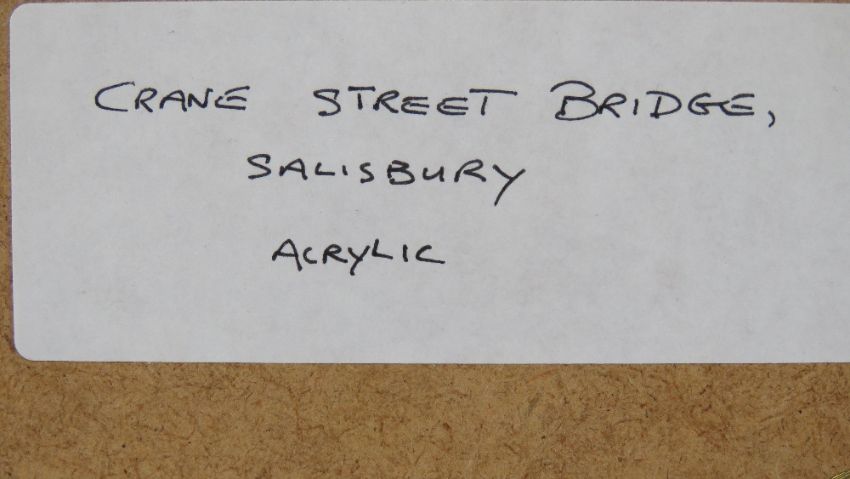 CRANE STREET BRIDGE,
SALISBURY
ACRYLIC